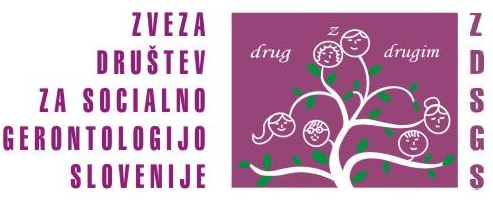 ZVEZA
DRUŠTEV
ZA SOCIALNO
GERONTOLOGIJO
SLOVENIJE
drug z drugim
Z
D
S
G
S